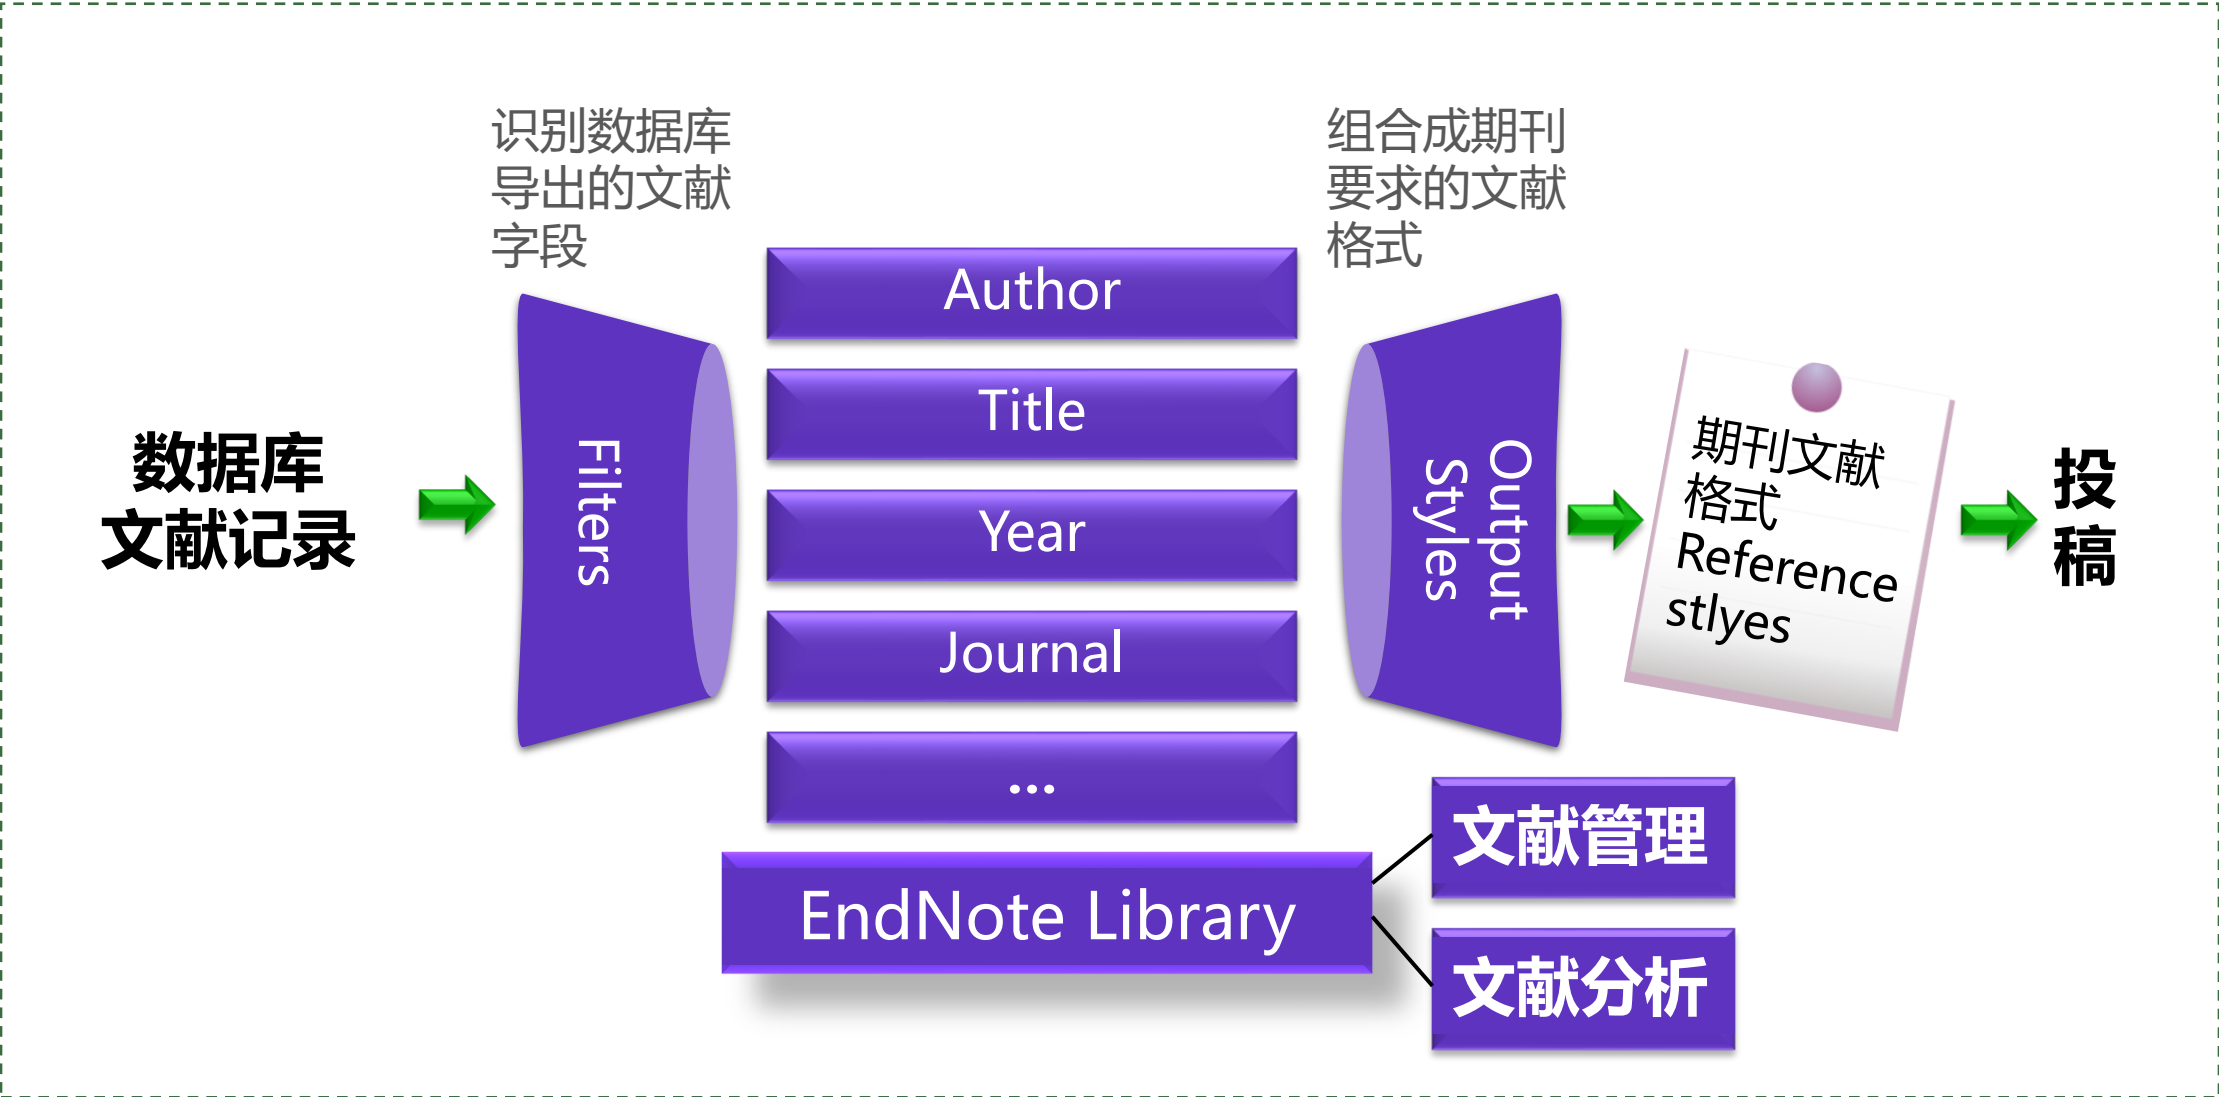 数据库
文献记录
识别数据库
导出的文献
字段
Filters
Author
Title
Year
Journal
...
EndNote Library
组合成期刊
要求的文献
格式
Output
Styles
期刊文献
格式
Reference
stlyes
投
稿
文献管理
文献分析